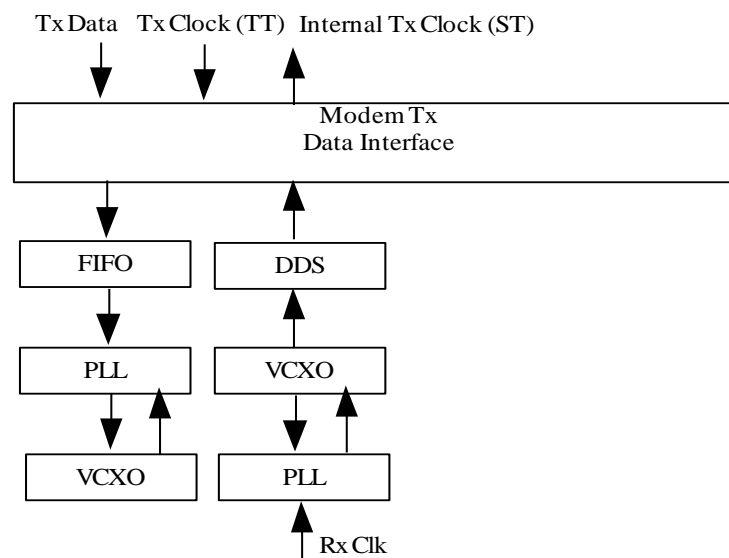 Tx Data Tx Clock (TT) Internal Tx Clock (ST)
Modem Tx
Data Interface
FIFO DDS
PLL VCXO
VCXO PLL
Rx Clk